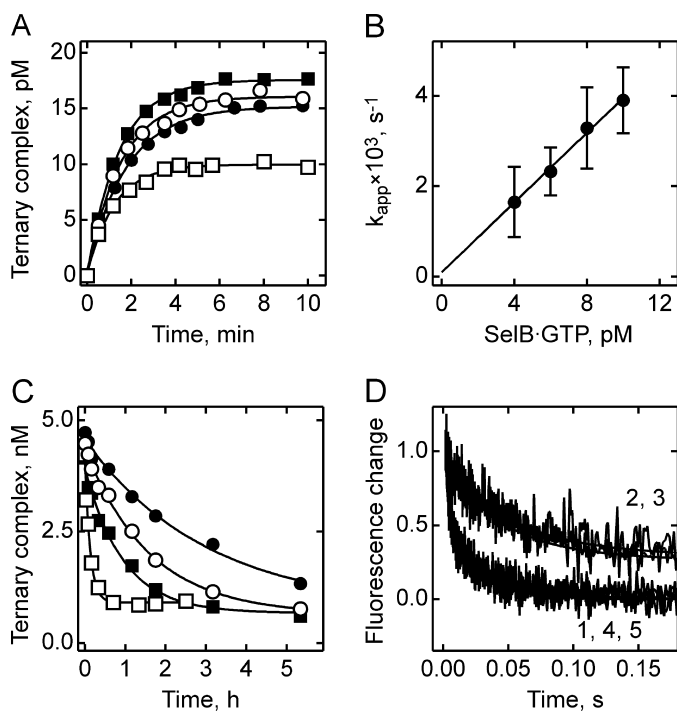 A
Ternary complex, pM
20
15
10
5
0
0 2 4 6 8 10
Time, min
B
k_app×10³, s⁻¹
4
2
0
0 4 8 12
SelB·GTP, pM
C
Ternary complex, nM
5.0
2.5
0.0
0 1 2 3 4 5
Time, h
D
Fluorescence change
1.0
0.5
0.0
2, 3
1, 4, 5
0.00 0.05 0.10 0.15
Time, s